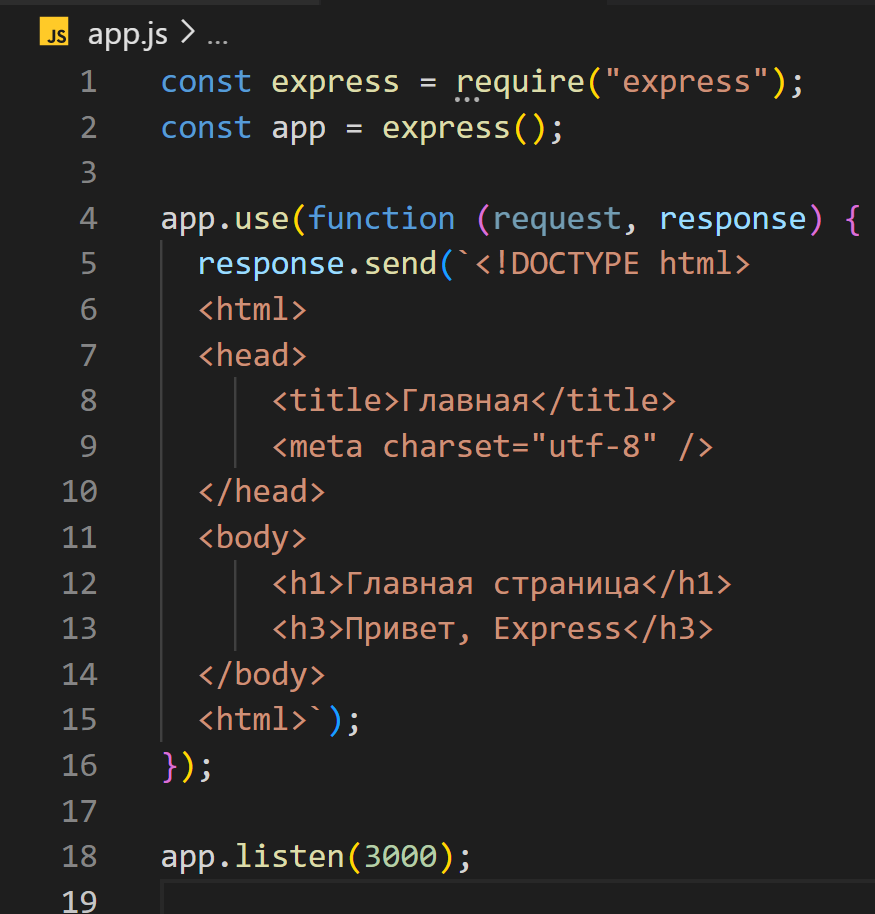 JS app.js > ...
1 const express = require("express");
2 const app = express();
3
4 app.use(function (request, response) {
5   response.send(`<!DOCTYPE html>
6   <html>
7   <head>
8       <title>Главная</title>
9       <meta charset="utf-8" />
10   </head>
11   <body>
12       <h1>Главная страница</h1>
13       <h3>Привет, Express</h3>
14   </body>
15   <html>`);
16 });
17
18 app.listen(3000);
19